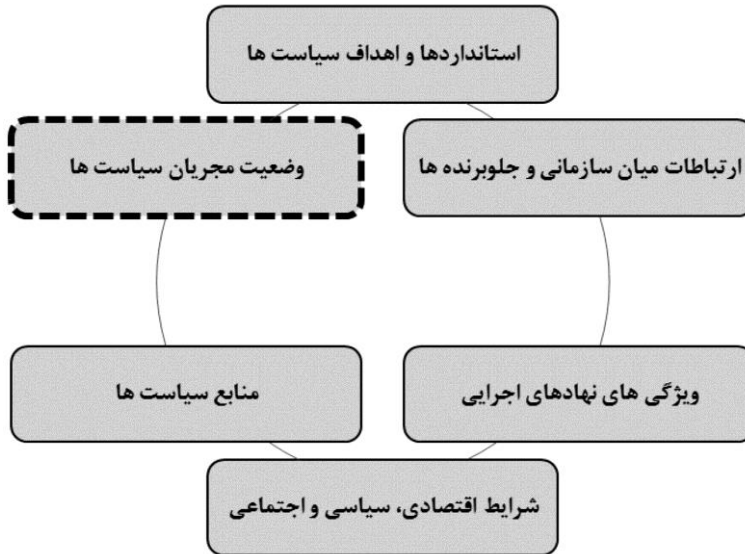 استانداردها و اهداف سیاست ها
ارتباطات میان سازمانی و جلوبرنده ها
وضعیت مجریان سیاست ها
ویژگی های نهادهای اجرایی
منابع سیاست ها
شرایط اقتصادی، سیاسی و اجتماعی